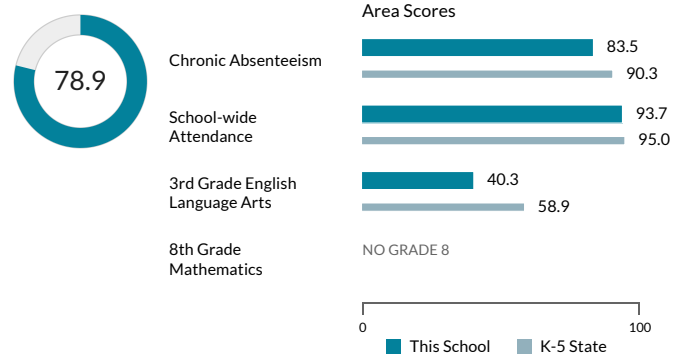 Area Scores
78.9
Chronic Absenteeism
83.5
90.3
School-wide
Attendance
93.7
95.0
3rd Grade English
Language Arts
40.3
58.9
8th Grade
Mathematics
NO GRADE 8
0
100
This School
K-5 State